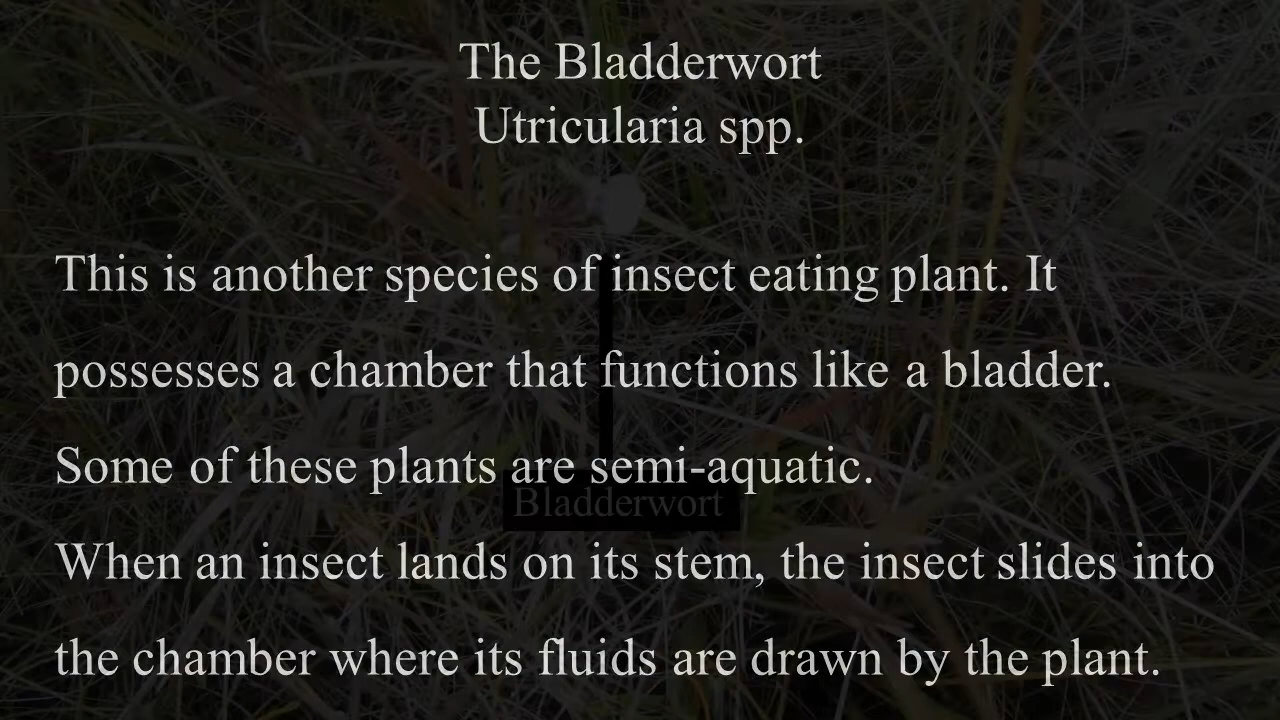 The Bladderwort
Utricularia spp.
This is another species of insect eating plant. It
possesses a chamber that functions like a bladder.
Some of these plants are semi-aquatic.
Bladderwort
When an insect lands on its stem, the insect slides into
the chamber where its fluids are drawn by the plant.